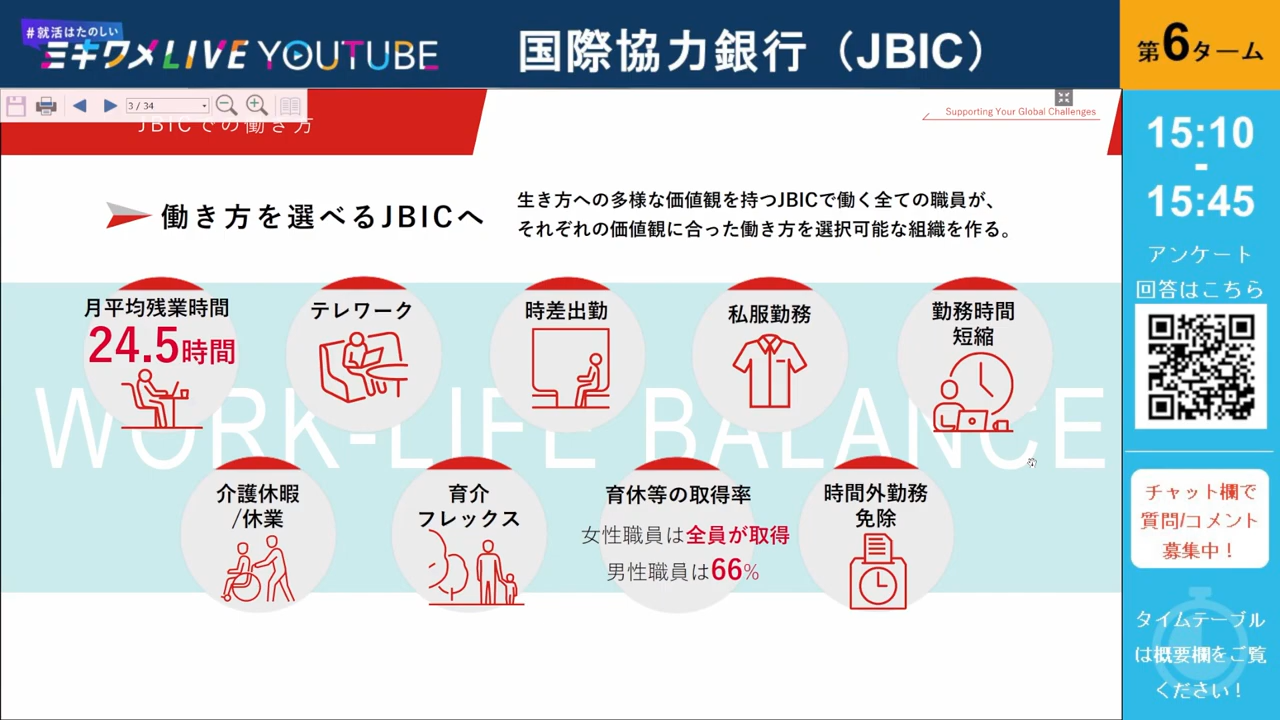 #就活はたのしい
ミキワメLIVE YOUTUBE
国際協力銀行（JBIC）
第6ターム
3 / 34
JBICでの働き方
Supporting Your Global Challenges
働き方を選べるJBICへ
生き方への多様な価値観を持つJBICで働く全ての職員が、
それぞれの価値観に合った働き方を選択可能な組織を作る。
月平均残業時間
24.5時間
テレワーク
時差出勤
私服勤務
勤務時間
短縮
WORK-LIFE BALANCE
介護休暇
/休業
育介
フレックス
育休等の取得率
女性職員は全員が取得
男性職員は66%
時間外勤務
免除
15:10
-
15:45
アンケート
回答はこちら
チャット欄で
質問/コメント
募集中！
タイムテーブル
は概要欄をご覧
ください！